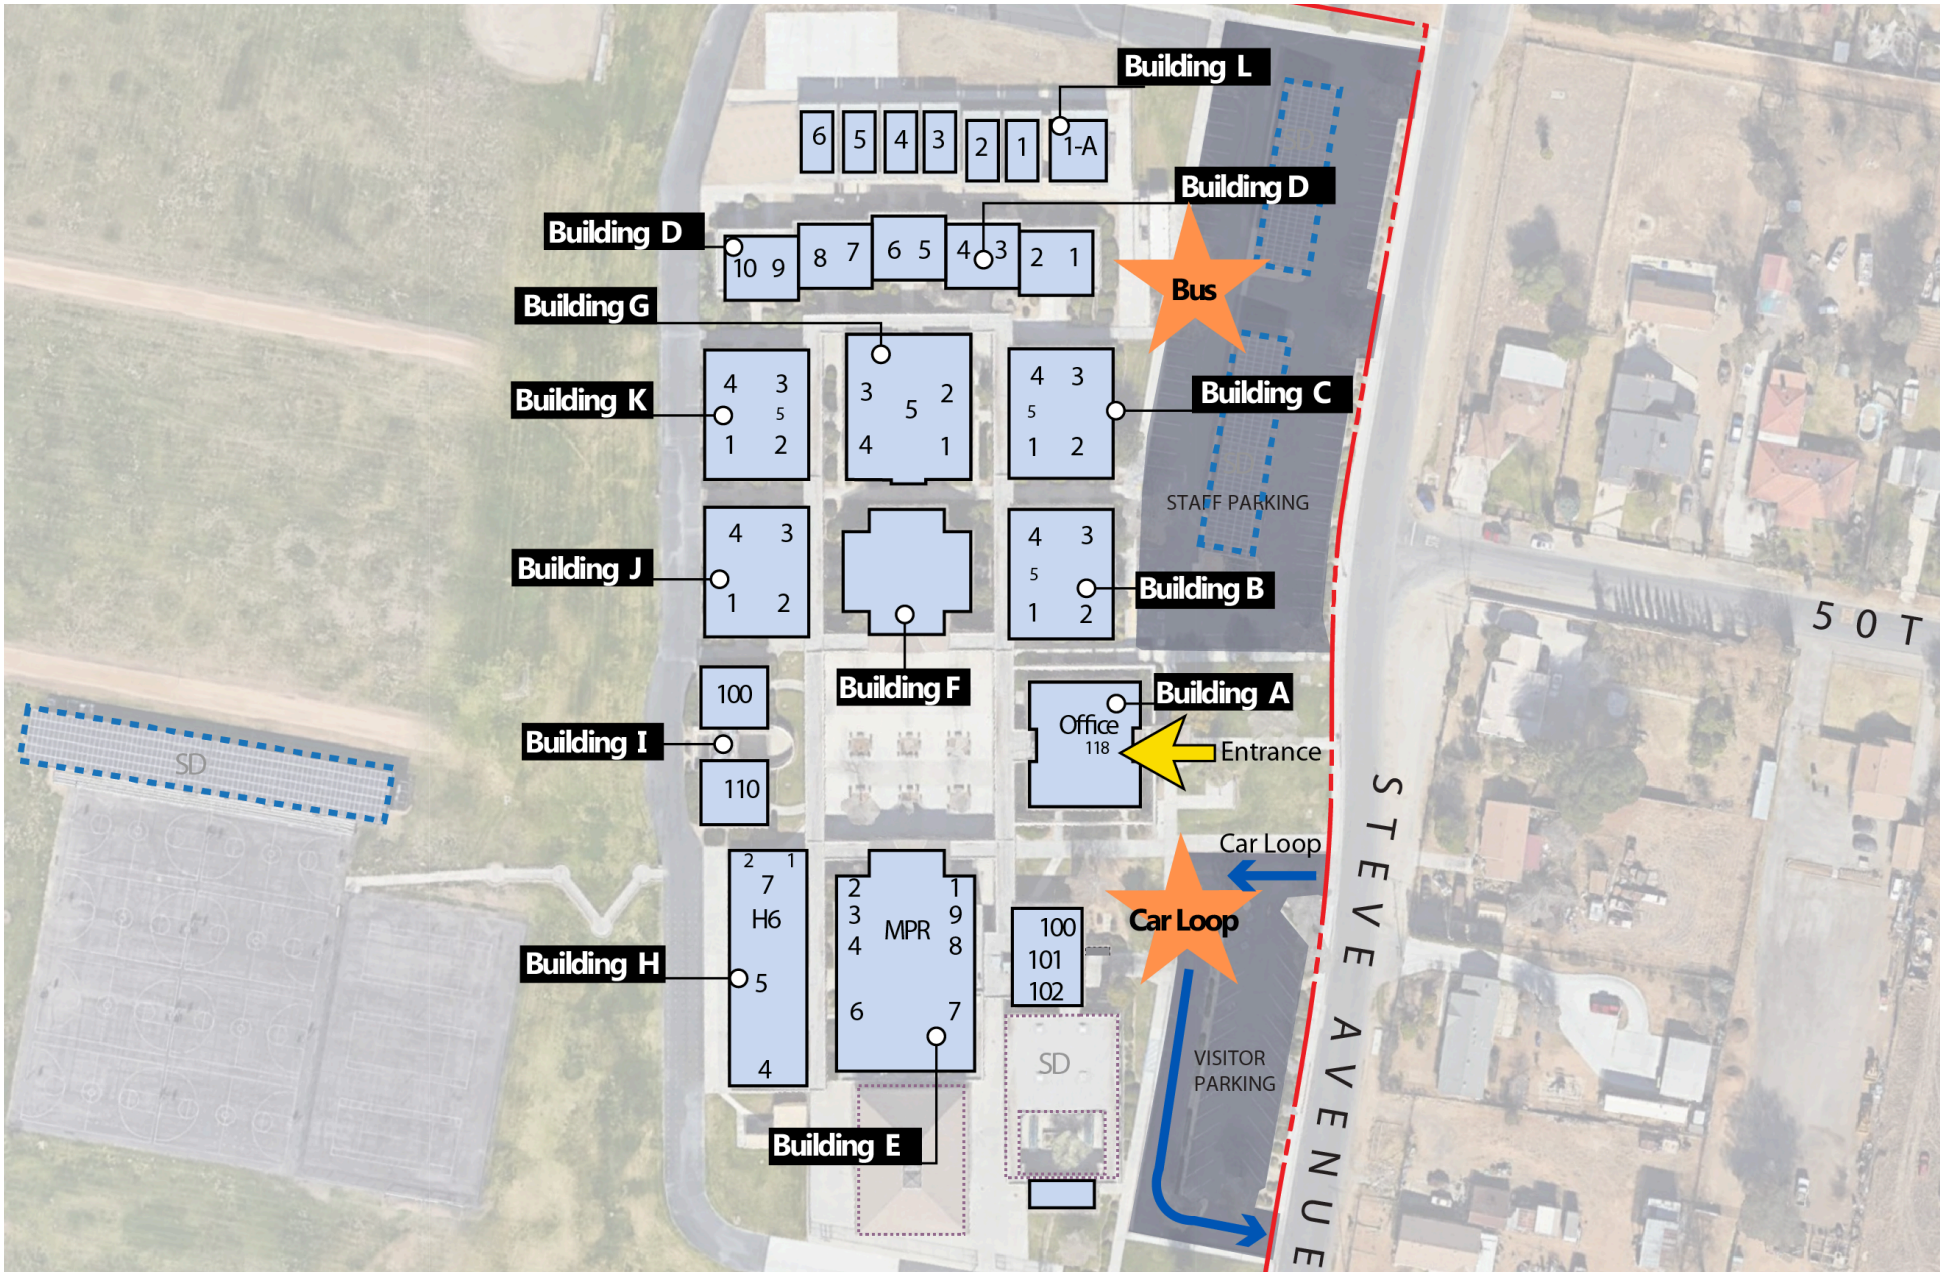 Building L
6 5 4 3 2 1 1-A
Building D
Building D
10 9 8 7 6 5 4 3 2 1
Bus
Building G
Building K
4 3
5
1 2
3 2
5
4 1
4 3
5
1 2
Building C
STAFF PARKING
Building J
4 3
1 2
4 3
5
1 2
Building B
50T
Building F
100
Building I
110
Building A
Office
118
Entrance
SD
STEVE AVENUE
Car Loop
Car Loop
2 1
7
H6
5
4
Building H
2 1
3 MPR 9
4 8
6 7
Building E
100
101
102
SD
VISITOR
PARKING